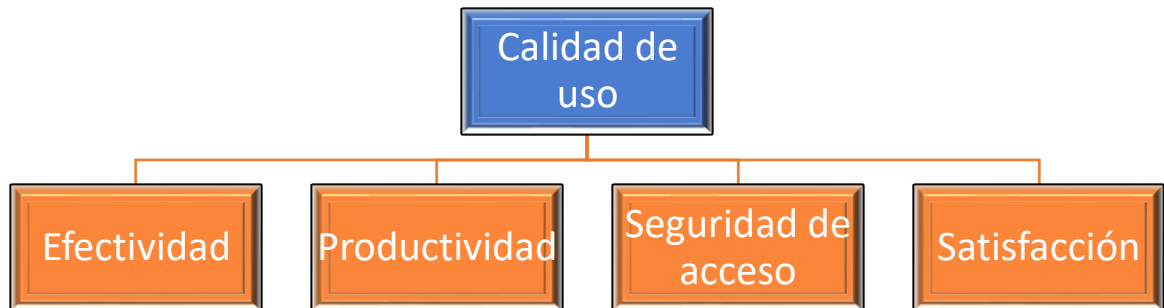 Calidad de
uso
Efectividad
Productividad
Seguridad de
acceso
Satisfacción